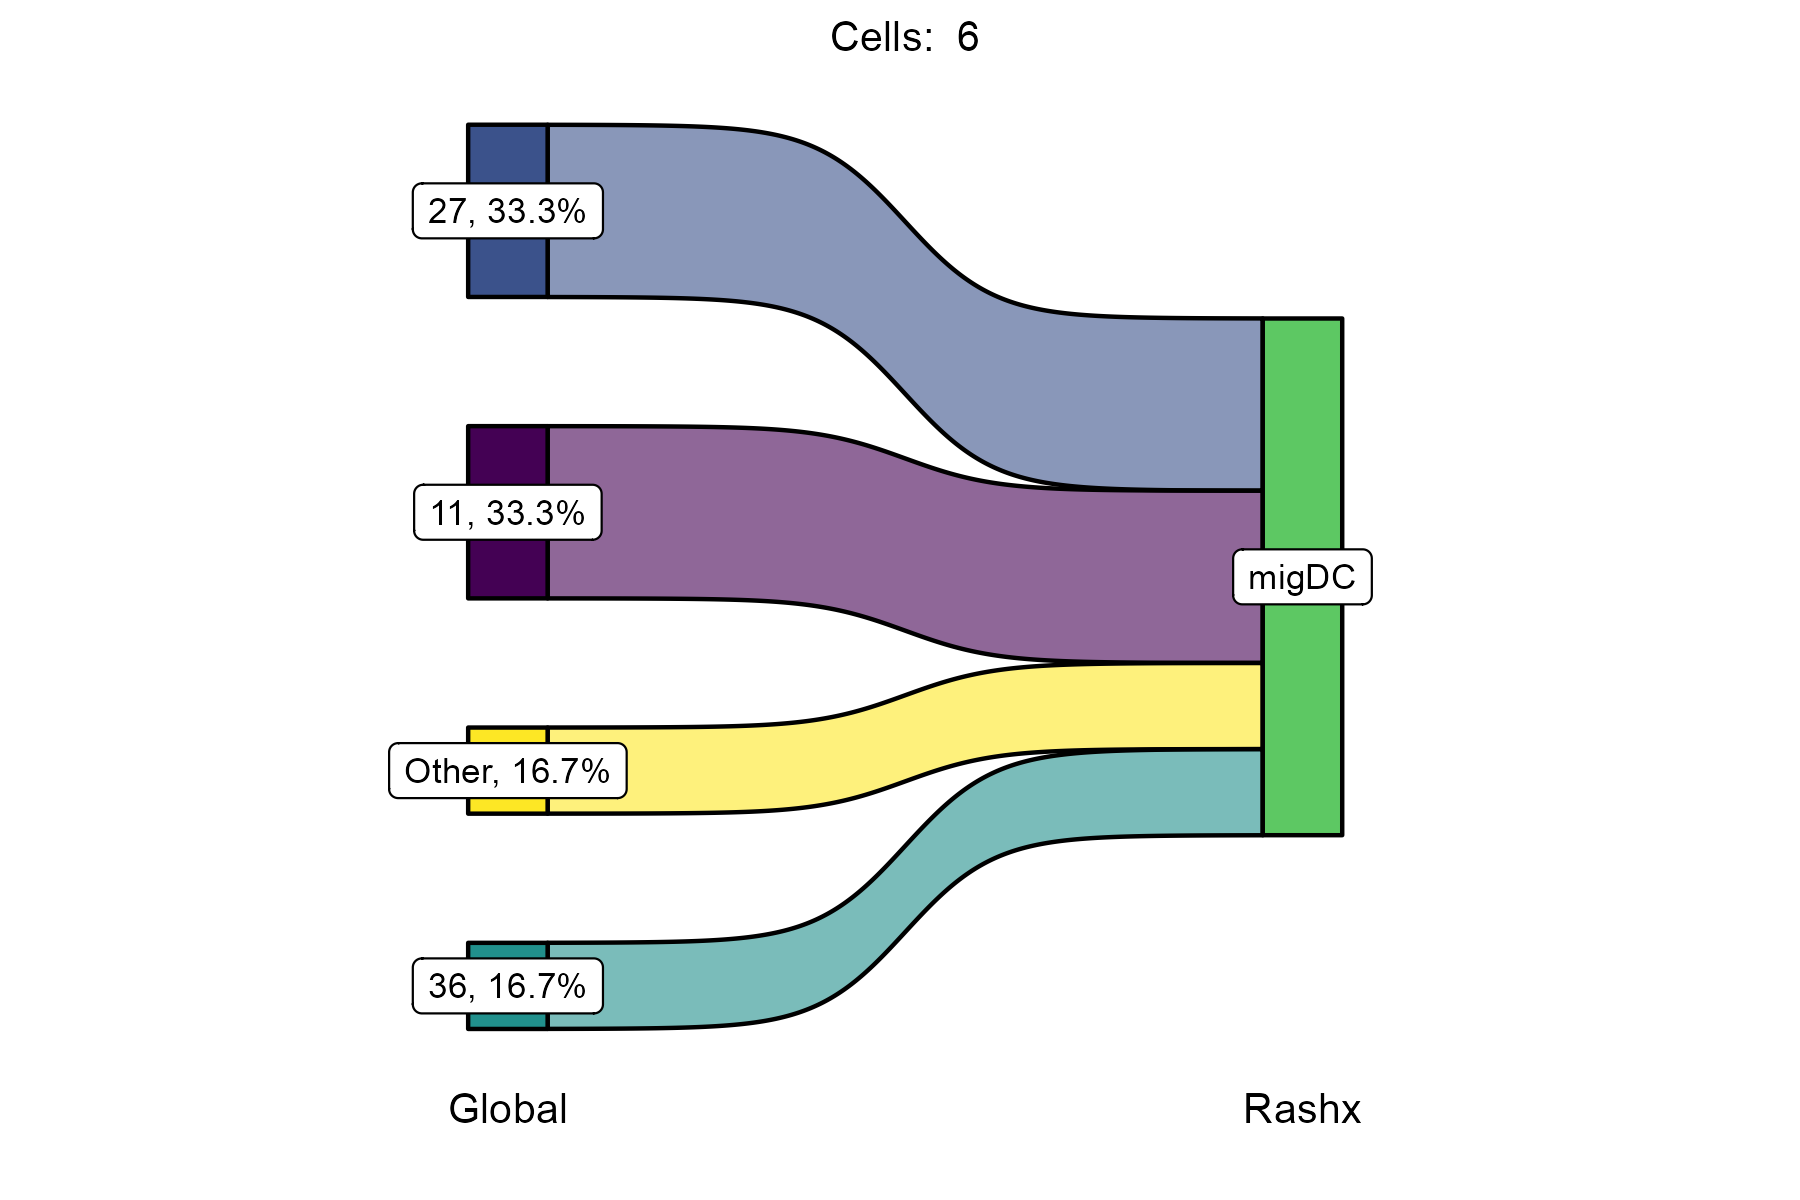 Cells:  6
27, 33.3%
11, 33.3%
migDC
Other, 16.7%
36, 16.7%
Global
Rashx